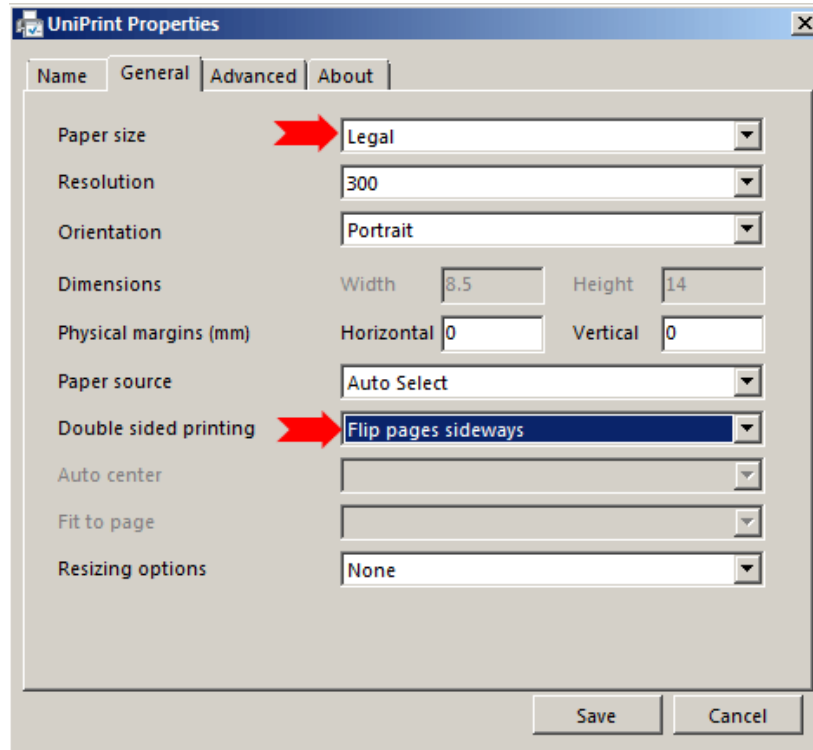 UniPrint Properties
Name General Advanced About
Paper size Legal
Resolution 300
Orientation Portrait
Dimensions Width 8.5 Height 14
Physical margins (mm) Horizontal 0 Vertical 0
Paper source Auto Select
Double sided printing Flip pages sideways
Auto center
Fit to page
Resizing options None
Save Cancel